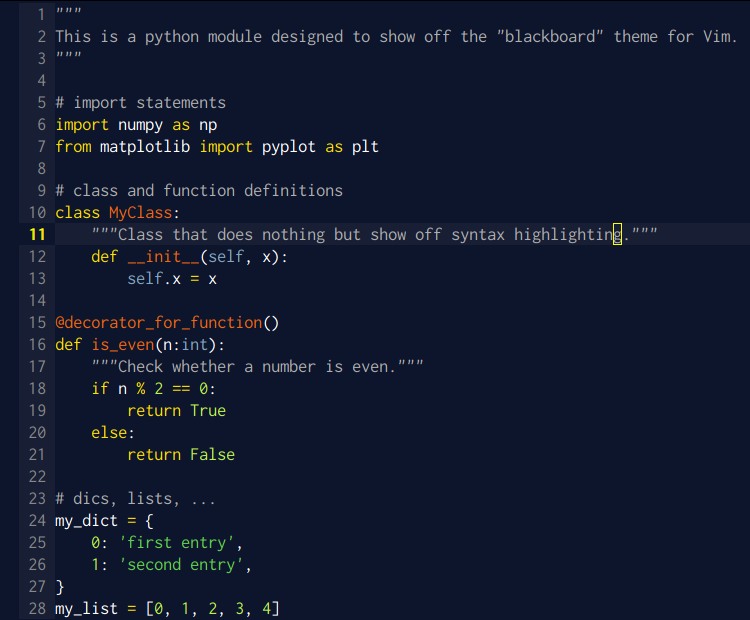 1 """
2 This is a python module designed to show off the "blackboard" theme for Vim.
3 """
4
5 # import statements
6 import numpy as np
7 from matplotlib import pyplot as plt
8
9 # class and function definitions
10 class MyClass:
11     """Class that does nothing but show off syntax highlighting."""
12     def __init__(self, x):
13         self.x = x
14
15 @decorator_for_function()
16 def is_even(n:int):
17     """Check whether a number is even."""
18     if n % 2 == 0:
19         return True
20     else:
21         return False
22
23 # dics, lists, ...
24 my_dict = {
25     0: 'first entry',
26     1: 'second entry',
27 }
28 my_list = [0, 1, 2, 3, 4]